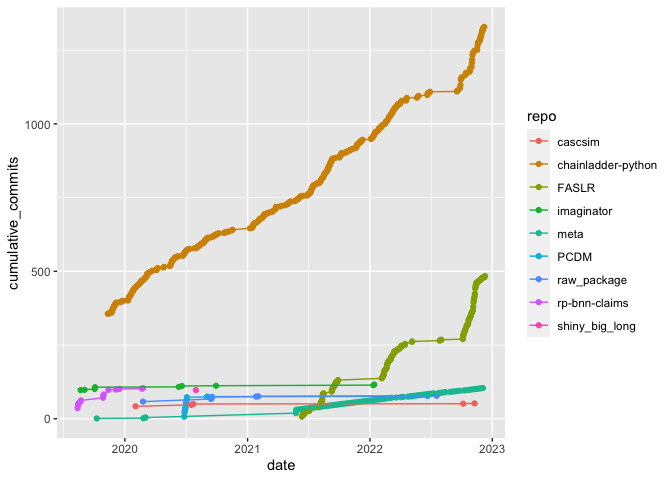 cumulative_commits
1000
500
0
2020
2021
2022
2023
date
repo
cascsim
chainladder-python
FASLR
imaginator
meta
PCDM
raw_package
rp-bnn-claims
shiny_big_long